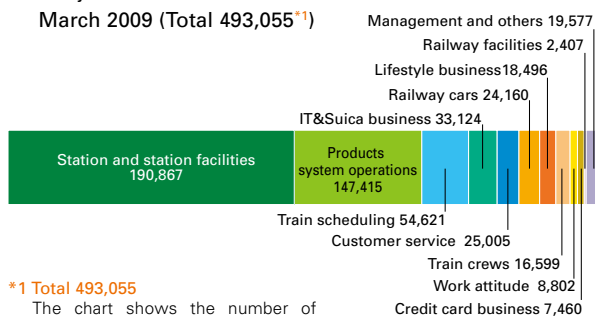 March 2009 (Total 493,055*1)
Management and others 19,577
Railway facilities 2,407
Lifestyle business18,496
Railway cars 24,160
IT&Suica business 33,124
Station and station facilities
190,867
Products
system operations
147,415
Train scheduling 54,621
Customer service 25,005
Train crews 16,599
Work attitude 8,802
Credit card business 7,460
*1 Total 493,055
The chart shows the number of